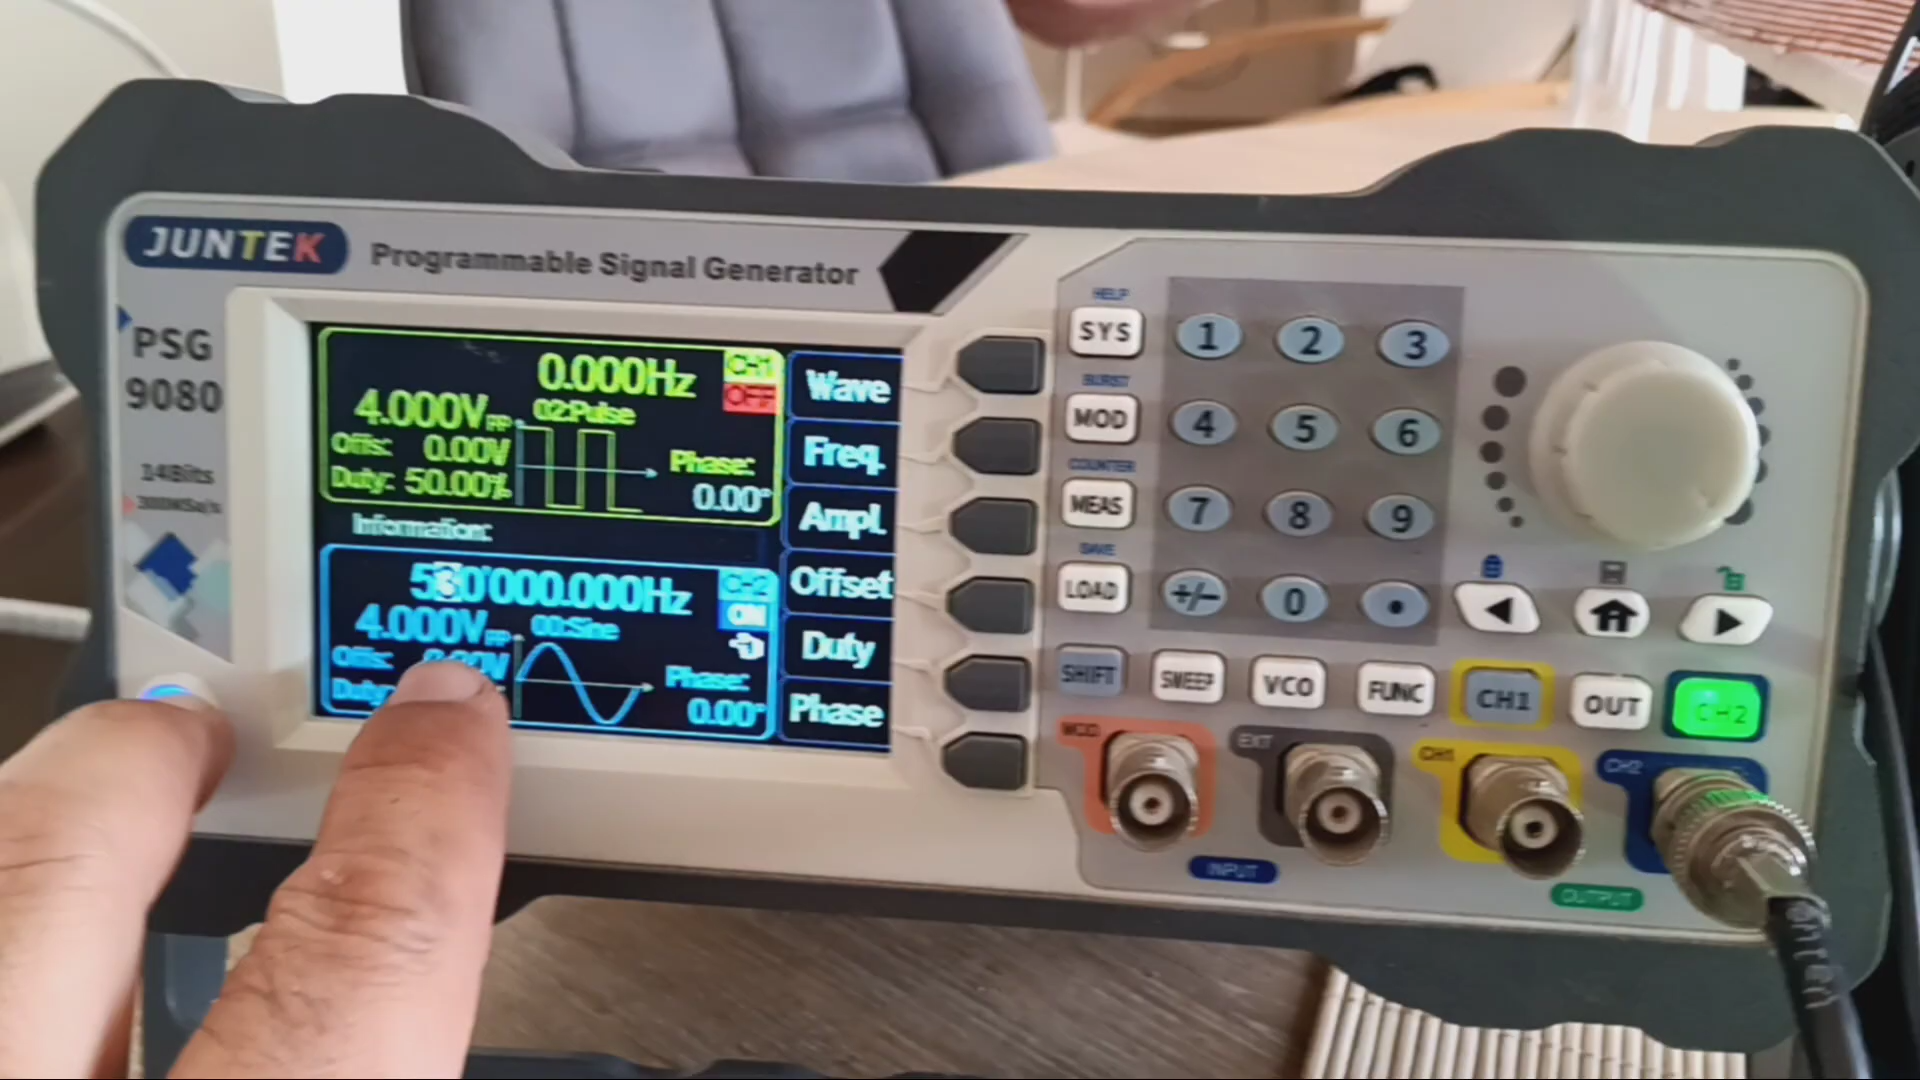 JUNTEK
Programmable Signal Generator
PSG
9080
14Bits
300MSa/s
0.000Hz
CH1
OFF
4.000VPP
02:Pulse
Offs: 0.00V
Duty: 50.00%
Phase:
0.00°
Information:
000.000Hz
CH2
ON
4.000VPP
00:Sine
Offs:
Phase:
0.00°
Wave
Freq.
Ampl.
Offset
Duty
Phase
HELP
SYS
1
2
3
BURST
MOD
4
5
6
COUNTER
MEAS
7
8
9
SAVE
LOAD
+/-
0
SHIFT
SWEEP
VCO
FUNC
CH1
OUT
CH2
MOD
EXT
CH1
CH2
INPUT
OUTPUT